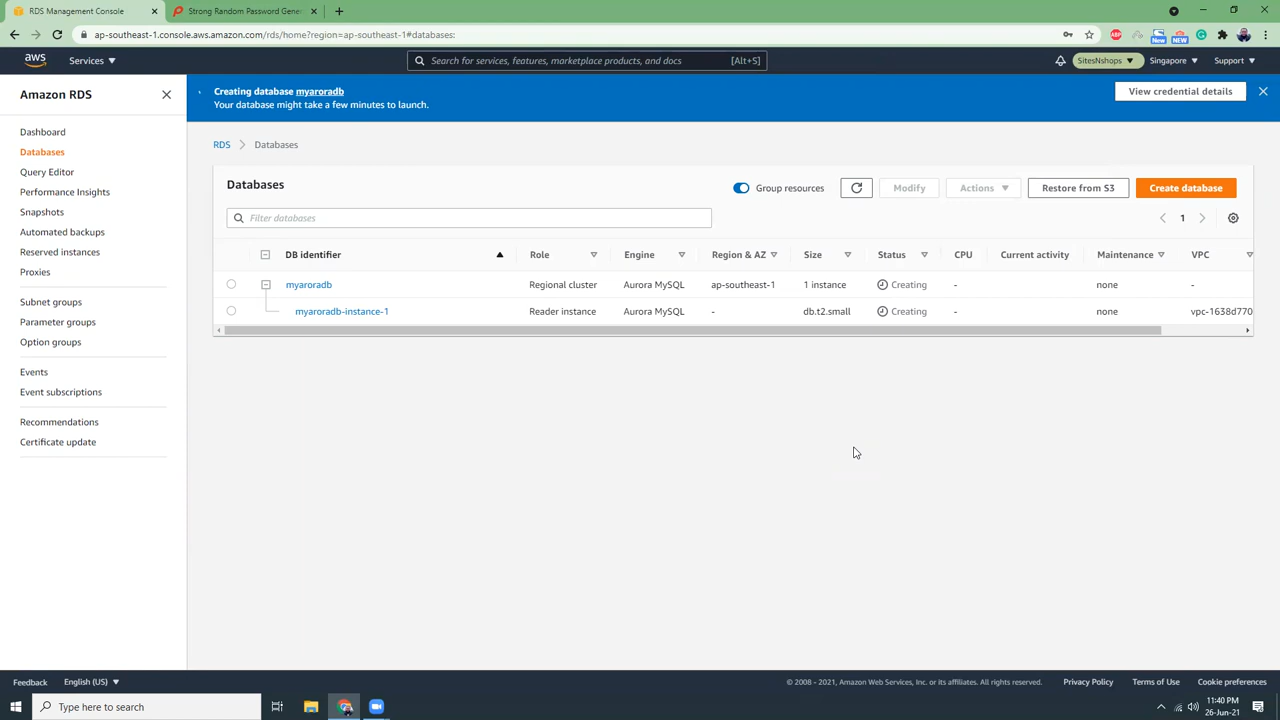 RDS Management Console
Strong Random Password Gene
ap-southeast-1.console.aws.amazon.com/rds/home?region=ap-southeast-1#databases:
aws
Services
Search for services, features, marketplace products, and docs
[Alt+S]
SitesNshops
Singapore
Support
Amazon RDS
Creating database myaroradb
Your database might take a few minutes to launch.
View credential details
Dashboard
Databases
Query Editor
Performance Insights
Snapshots
Automated backups
Reserved instances
Proxies
Subnet groups
Parameter groups
Option groups
Events
Event subscriptions
Recommendations
Certificate update
RDS
Databases
Databases
Group resources
Modify
Actions
Restore from S3
Create database
Filter databases
1
DB identifier Role Engine Region & AZ Size Status CPU Current activity Maintenance VPC
myaroradb Regional cluster Aurora MySQL ap-southeast-1 1 instance Creating - none -
myaroradb-instance-1 Reader instance Aurora MySQL - db.t2.small Creating - none vpc-1638d770
Feedback
English (US)
© 2008 - 2021, Amazon Web Services, Inc. or its affiliates. All rights reserved.
Privacy Policy
Terms of Use
Cookie preferences
Type here to search
11:40 PM
26-Jun-21